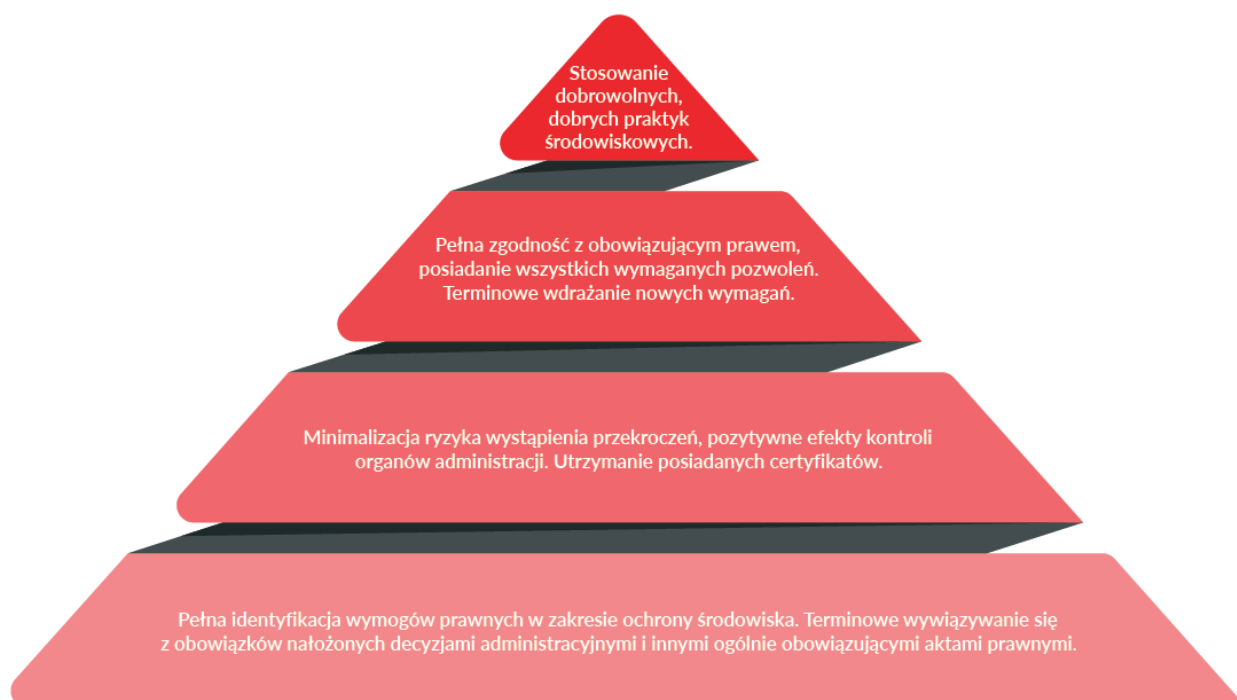 Stosowanie
dobrowolnych,
dobrych praktyk
środowiskowych.
Pełna zgodność z obowiązującym prawem,
posiadanie wszystkich wymaganych pozwoleń.
Terminowe wdrażanie nowych wymagań.
Minimalizacja ryzyka wystąpienia przekroczeń, pozytywne efekty kontroli
organów administracji. Utrzymanie posiadanych certyfikatów.
Pełna identyfikacja wymogów prawnych w zakresie ochrony środowiska. Terminowe wywiązywanie się
z obowiązków nałożonych decyzjami administracyjnymi i innymi ogólnie obowiązującymi aktami prawnymi.